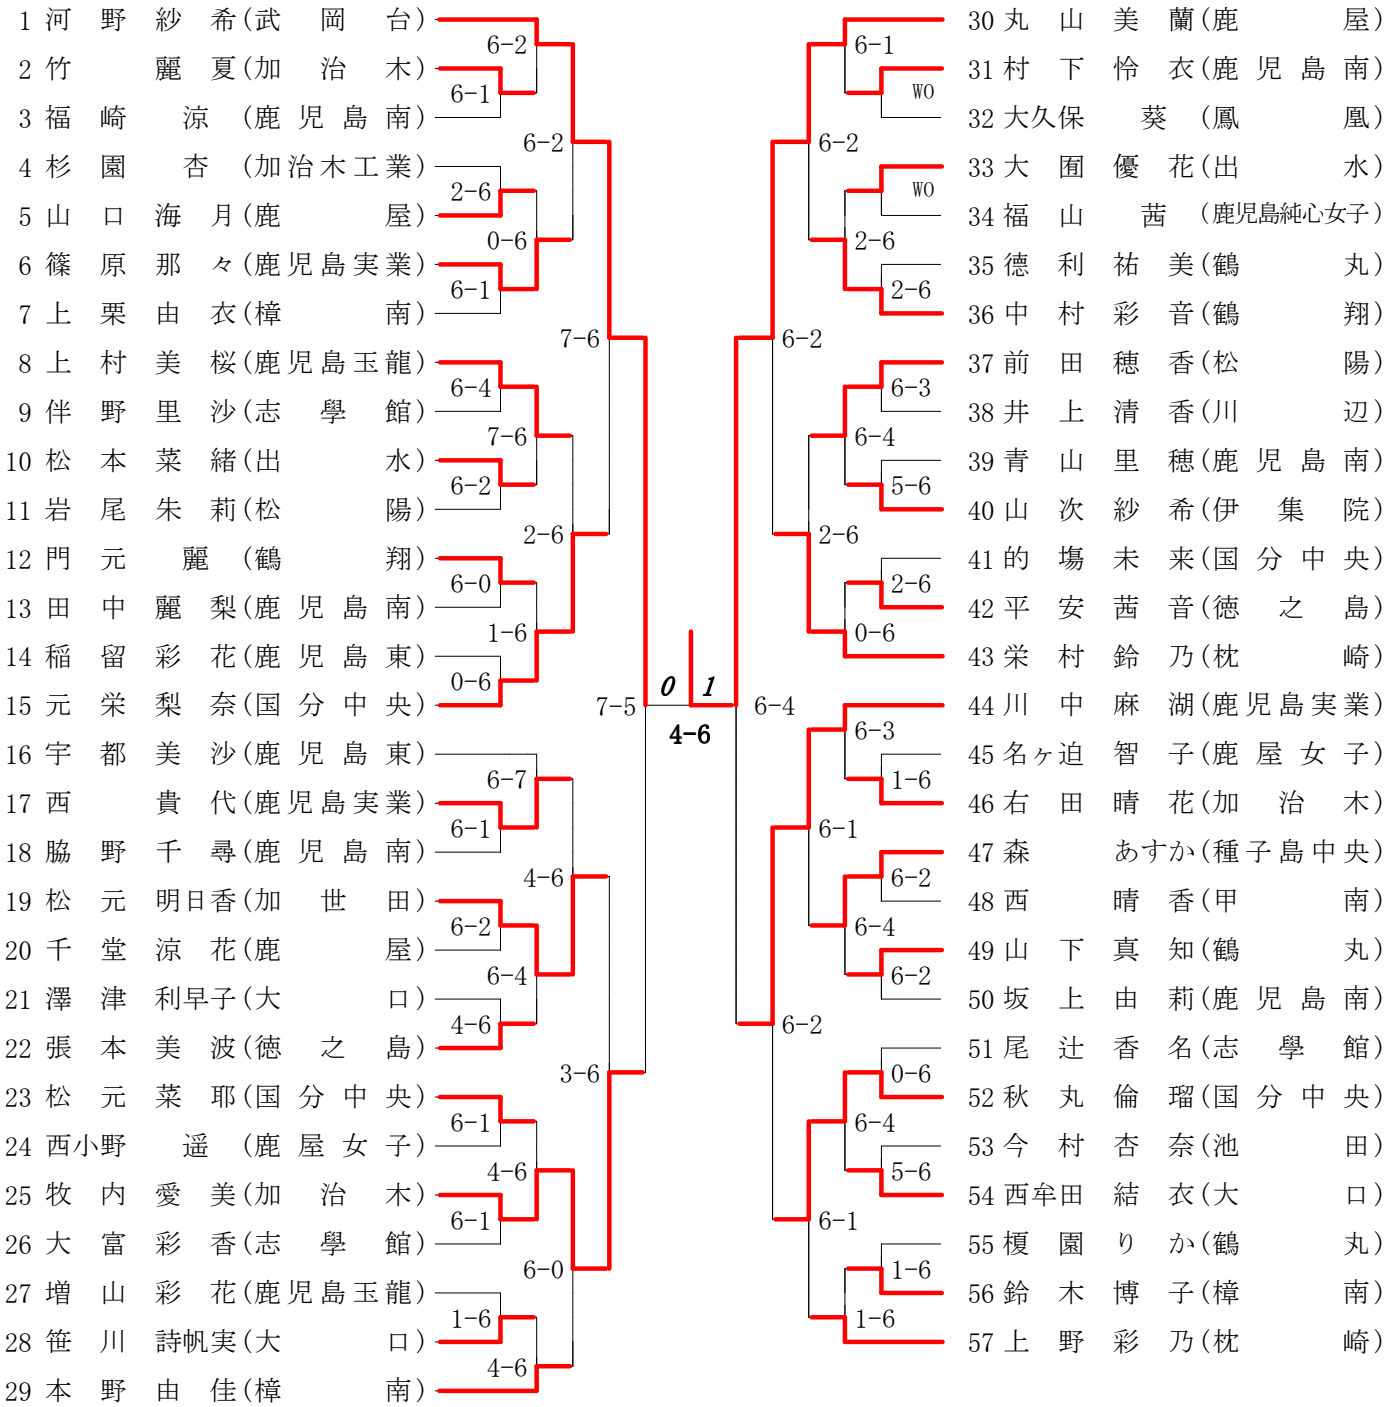 1 河野紗希(武岡台)
2 竹麗夏(加治木)
3 福崎涼(鹿児島南)
4 杉園杏(加治木工業)
5 山口海月(鹿屋)
6 篠原那々(鹿児島実業)
7 上栗由衣(樟南)
8 上村美桜(鹿児島玉龍)
9 伴野里沙(志學館)
10 松本菜緒(出水)
11 岩尾朱莉(松陽)
12 門元麗(鶴翔)
13 田中麗梨(鹿児島南)
14 稲留彩花(鹿児島東)
15 元栄梨奈(国分中央)
16 宇都美沙(鹿児島東)
17 西貴代(鹿児島実業)
18 脇野千尋(鹿児島南)
19 松元明日香(加世田)
20 千堂涼花(鹿屋)
21 澤津利早子(大口)
22 張本美波(徳之島)
23 松元菜耶(国分中央)
24 西小野遥(鹿屋女子)
25 牧内愛美(加治木)
26 大富彩香(志學館)
27 増山彩花(鹿児島玉龍)
28 笹川詩帆実(大口)
29 本野由佳(樟南)
6-2
6-1
6-2
2-6
0-6
6-1
7-6
6-4
7-6
6-2
2-6
6-0
1-6
0-6
7-5
6-7
6-1
4-6
6-2
6-4
4-6
3-6
6-1
4-6
6-1
6-0
1-6
4-6
0 1
4-6
30 丸山美蘭(鹿屋)
31 村下怜衣(鹿児島南)
32 大久保葵(鳳凰)
33 大囿優花(出水)
34 福山茜(鹿児島純心女子)
35 德利祐美(鶴丸)
36 中村彩音(鶴翔)
37 前田穂香(松陽)
38 井上清香(川辺)
39 青山里穂(鹿児島南)
40 山次紗希(伊集院)
41 的場未来(国分中央)
42 平安茜音(徳之島)
43 栄村鈴乃(枕崎)
44 川中麻湖(鹿児島実業)
45 名ヶ迫智子(鹿屋女子)
46 右田晴花(加治木)
47 森あすか(種子島中央)
48 西晴香(甲南)
49 山下真知(鶴丸)
50 坂上由莉(鹿児島南)
51 尾辻香名(志學館)
52 秋丸倫瑠(国分中央)
53 今村杏奈(池田)
54 西牟田結衣(大口)
55 榎園りか(鶴丸)
56 鈴木博子(樟南)
57 上野彩乃(枕崎)
6-1
WO
6-2
WO
2-6
2-6
6-2
6-3
6-4
5-6
2-6
2-6
0-6
6-4
6-3
1-6
6-1
6-2
6-4
6-2
6-2
0-6
6-4
5-6
6-1
1-6
1-6